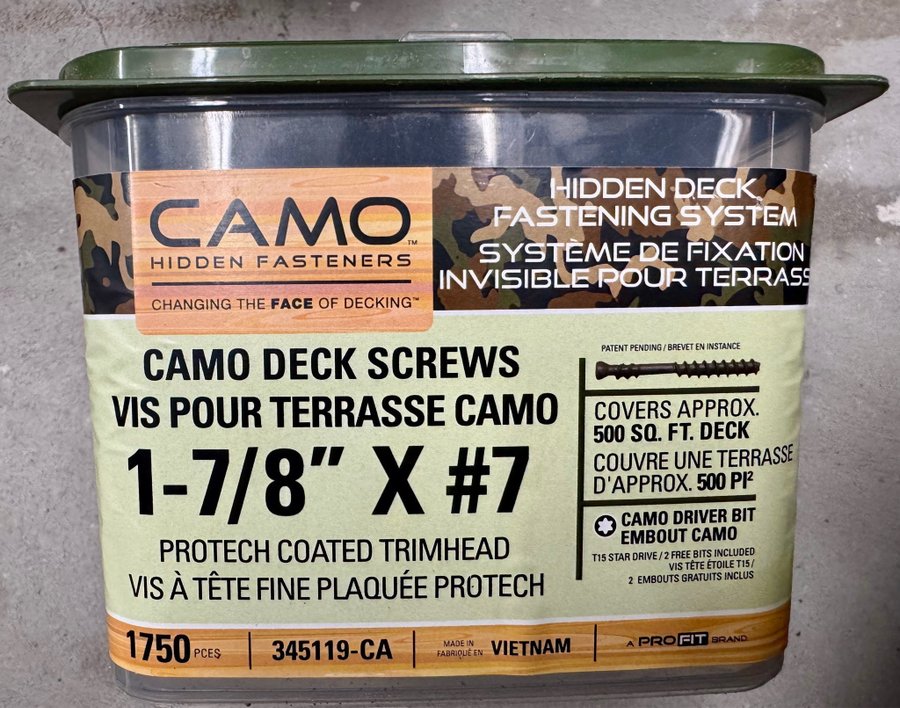 CAMO™
HIDDEN FASTENERS
CHANGING THE FACE OF DECKING™
HIDDEN DECK
FASTENING SYSTEM
SYSTÈME DE FIXATION
INVISIBLE POUR TERRASS
CAMO DECK SCREWS
VIS POUR TERRASSE CAMO
1-7/8" X #7
PROTECH COATED TRIMHEAD
VIS À TÊTE FINE PLAQUÉE PROTECH
PATENT PENDING / BREVET EN INSTANCE
COVERS APPROX.
500 SQ. FT. DECK
COUVRE UNE TERRASSE
D'APPROX. 500 PI²
CAMO DRIVER BIT
EMBOUT CAMO
T15 STAR DRIVE / 2 FREE BITS INCLUDED
VIS TÊTE ÉTOILE T15 /
2 EMBOUTS GRATUITS INCLUS
1750 PCES
345119-CA
MADE IN
FABRIQUÉ EN VIETNAM
A PROFIT BRAND